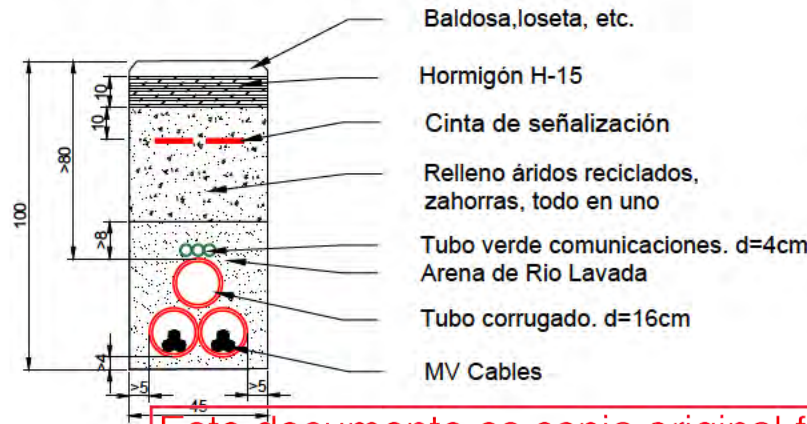 Baldosa,loseta, etc.
Hormigón H-15
Cinta de señalización
Relleno áridos reciclados,
zahorras, todo en uno
Tubo verde comunicaciones. d=4cm
Arena de Rio Lavada
Tubo corrugado. d=16cm
MV Cables
100
>80
10
10
>8
>4
>5
>5
45